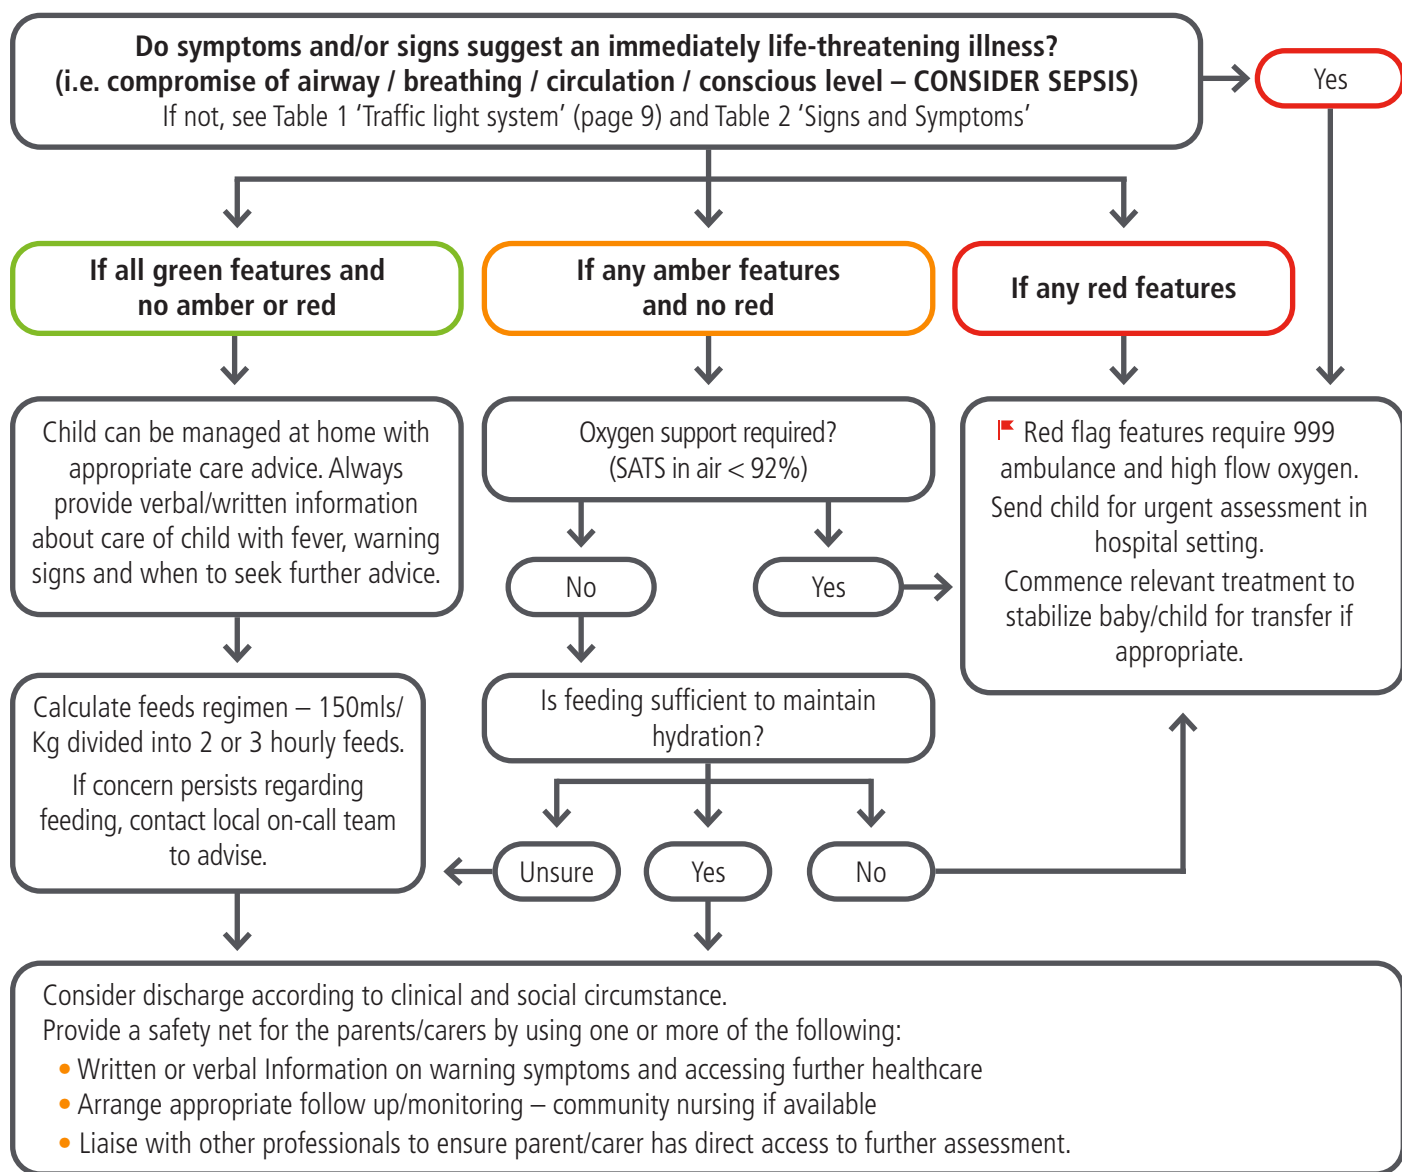 Do symptoms and/or signs suggest an immediately life-threatening illness?
(i.e. compromise of airway / breathing / circulation / conscious level – CONSIDER SEPSIS)
If not, see Table 1 ‘Traffic light system’ (page 9) and Table 2 ‘Signs and Symptoms’
Yes
If all green features and
no amber or red
If any amber features
and no red
If any red features
Child can be managed at home with
appropriate care advice. Always
provide verbal/written information
about care of child with fever, warning
signs and when to seek further advice.
Oxygen support required?
(SATS in air < 92%)
No
Yes
Red flag features require 999
ambulance and high flow oxygen.
Send child for urgent assessment in
hospital setting.
Commence relevant treatment to
stabilize baby/child for transfer if
appropriate.
Calculate feeds regimen – 150mls/
Kg divided into 2 or 3 hourly feeds.
If concern persists regarding
feeding, contact local on-call team
to advise.
Is feeding sufficient to maintain
hydration?
Unsure
Yes
No
Consider discharge according to clinical and social circumstance.
Provide a safety net for the parents/carers by using one or more of the following:
• Written or verbal Information on warning symptoms and accessing further healthcare
• Arrange appropriate follow up/monitoring – community nursing if available
• Liaise with other professionals to ensure parent/carer has direct access to further assessment.